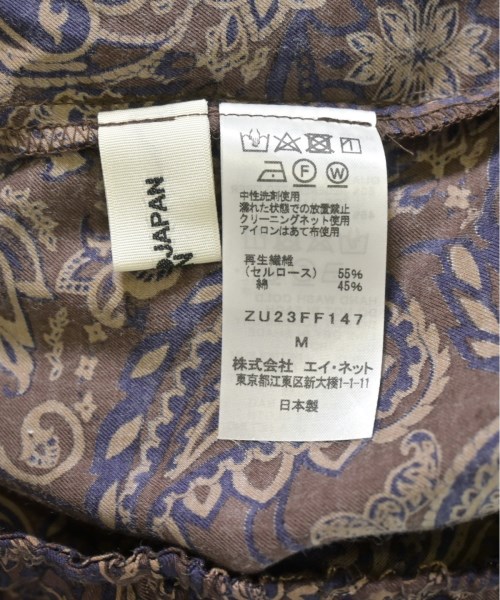 JAPAN
N
F
W
中性洗剤使用
濡れた状態での放置禁止
クリーニングネット使用
アイロンはあて布使用
再生繊維
(セルロース) 55%
綿 45%
ZU23FF147
M
株式会社 エイ・ネット
東京都江東区新大橋1-1-11
日本製